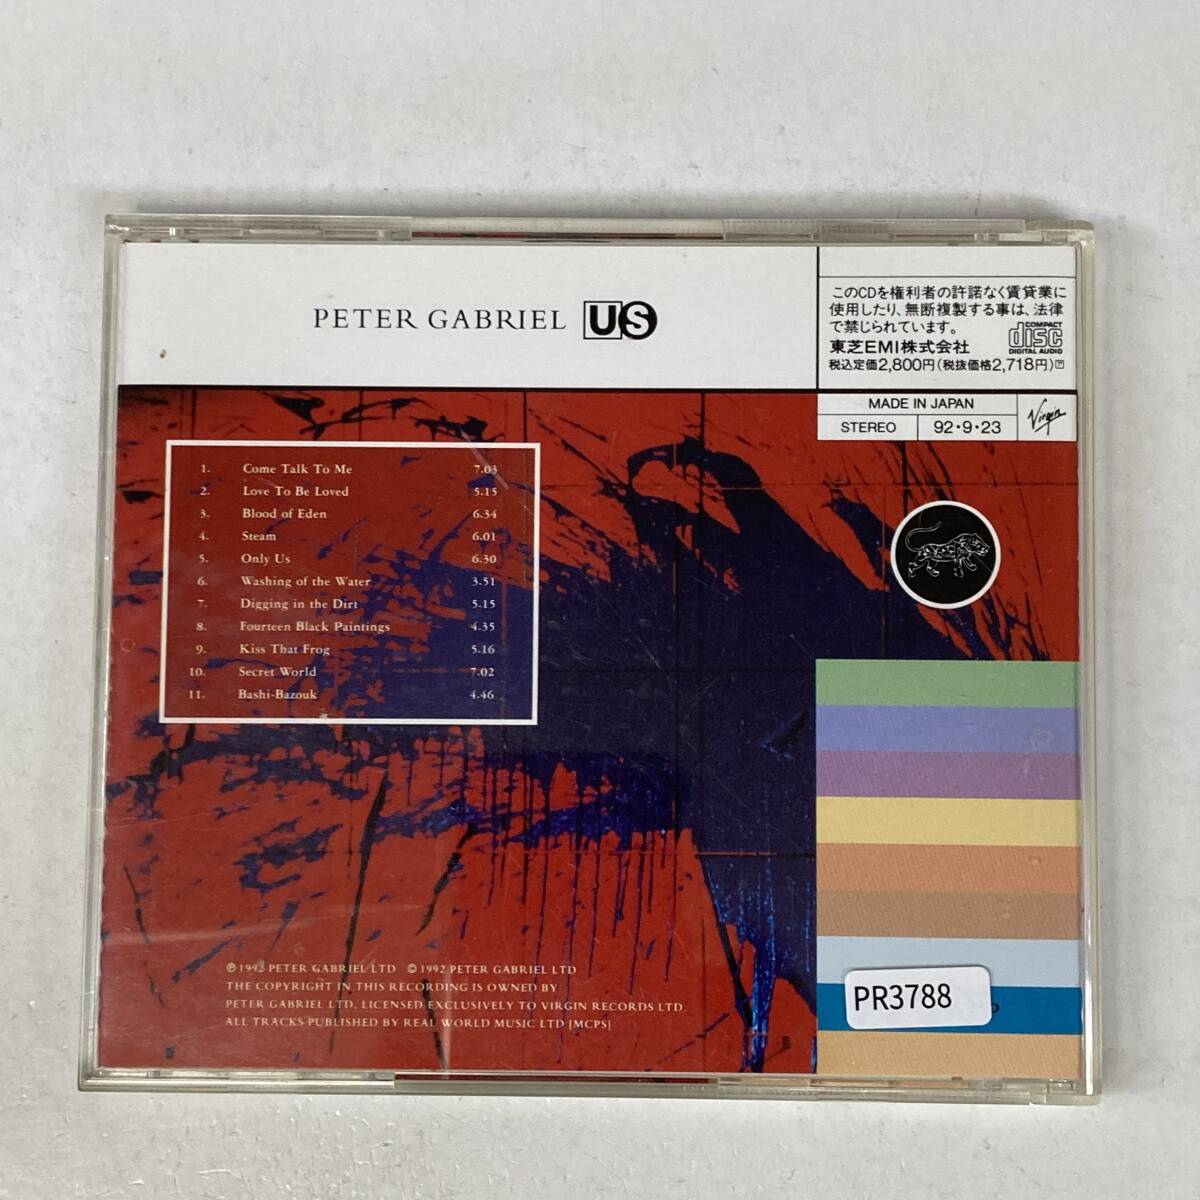 PETER GABRIEL US
このCDを権利者の許諾なく賃貸業に
使用したり、無断複製する事は、法律
で禁じられています。
東芝EMI株式会社
税込定価2,800円(税抜価格2,718円)Ⓟ
COMPACT
disc
DIGITAL AUDIO
MADE IN JAPAN
STEREO 92・9・23
Virgin
1. Come Talk To Me 7.03
2. Love To Be Loved 5.15
3. Blood of Eden 6.34
4. Steam 6.01
5. Only Us 6.30
6. Washing of the Water 3.51
7. Digging in the Dirt 5.15
8. Fourteen Black Paintings 4.35
9. Kiss That Frog 5.16
10. Secret World 7.02
11. Bashi-Bazouk 4.46
℗ 1992 PETER GABRIEL LTD © 1992 PETER GABRIEL LTD
THE COPYRIGHT IN THIS RECORDING IS OWNED BY
PETER GABRIEL LTD. LICENSED EXCLUSIVELY TO VIRGIN RECORDS LTD.
ALL TRACKS PUBLISHED BY REAL WORLD MUSIC LTD [MCPS]
PR3788